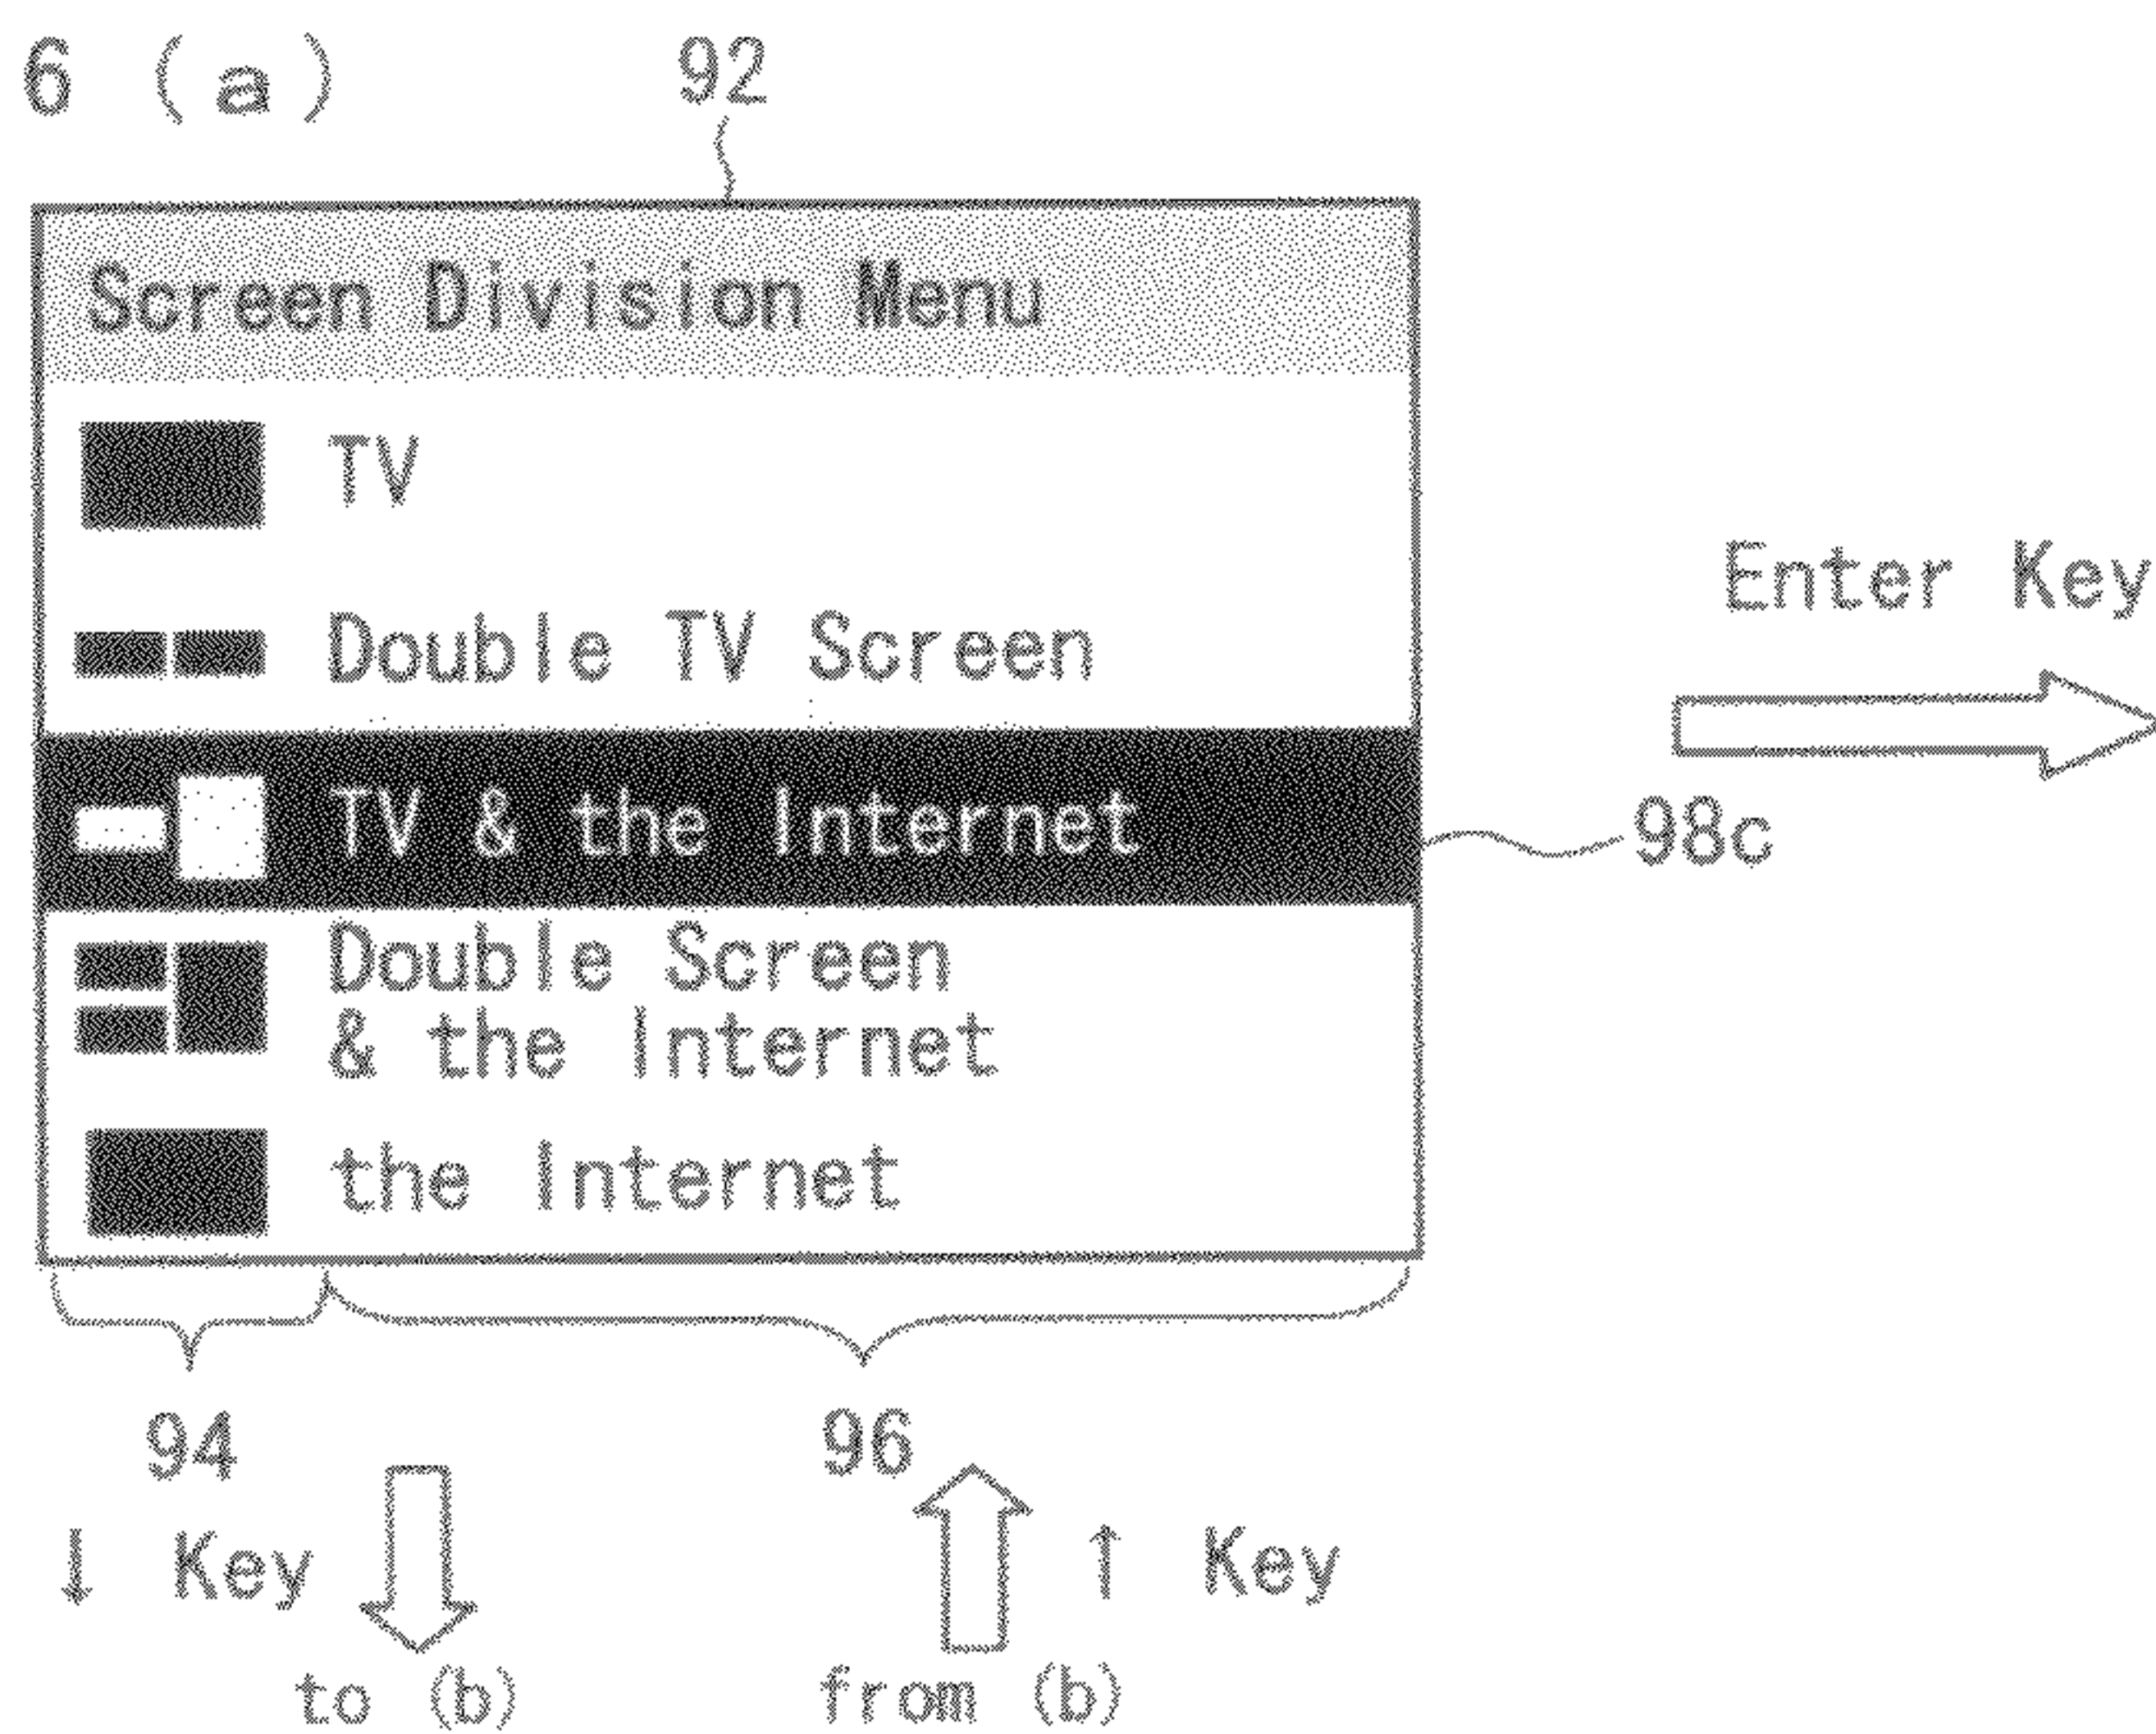 6 (a)
92
Screen Division Menu
TV
Double TV Screen
TV & the Internet
Double Screen
& the Internet
the Internet
Enter Key
98c
94
96
↓ Key
↑ Key
to (b)
from (b)